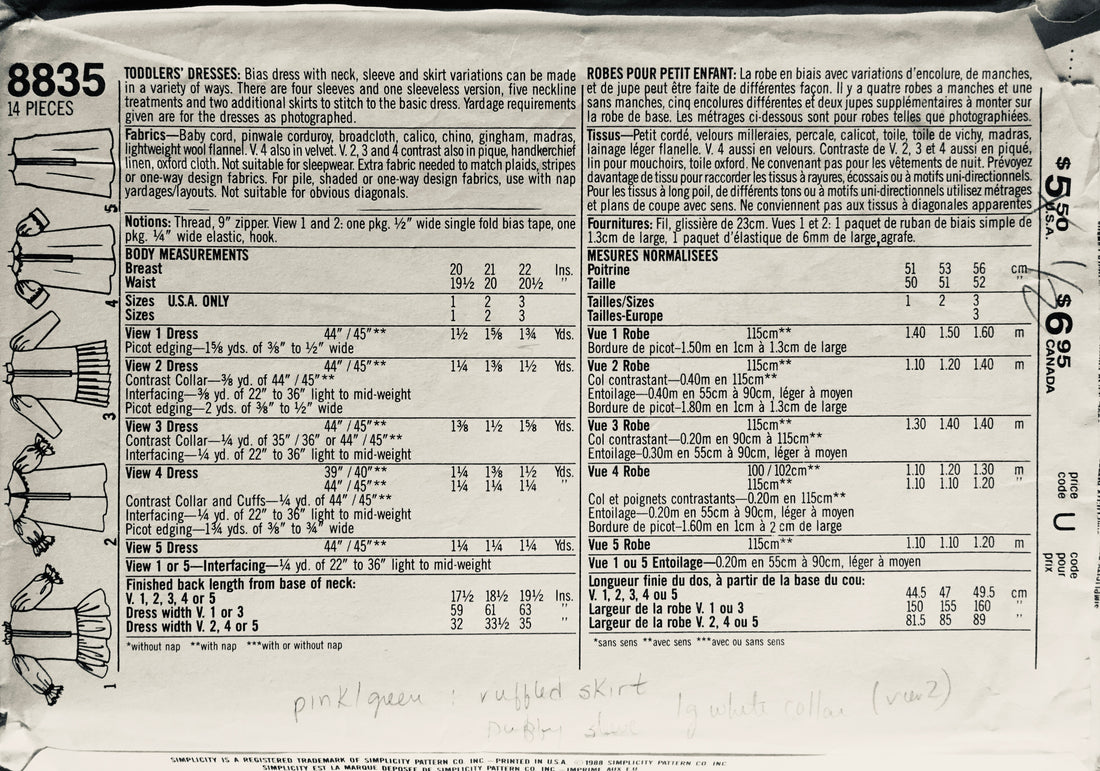 8835
14 PIECES
5
4
3
2
1
TODDLERS' DRESSES: Bias dress with neck, sleeve and skirt variations can be made
in a variety of ways. There are four sleeves and one sleeveless version, five neckline
treatments and two additional skirts to stitch to the basic dress. Yardage requirements
given are for the dresses as photographed.
Fabrics—Baby cord, pinwale corduroy, broadcloth, calico, chino, gingham, madras,
lightweight wool flannel. V. 4 also in velvet. V. 2, 3 and 4 contrast also in pique, handkerchief
linen, oxford cloth. Not suitable for sleepwear. Extra fabric needed to match plaids, stripes
or one-way design fabrics. For pile, shaded or one-way design fabrics, use with nap
yardages/layouts. Not suitable for obvious diagonals.
Notions: Thread, 9" zipper. View 1 and 2: one pkg. ½" wide single fold bias tape, one
pkg. ¼" wide elastic, hook.
BODY MEASUREMENTS
Breast 20 21 22 Ins.
Waist 19½ 20 20½ "
Sizes U.S.A. ONLY 1 2 3
Sizes 1 2 3
View 1 Dress 44"/45"** 1½ 1⅝ 1¾ Yds.
Picot edging—1⅝ yds. of ⅜" to ½" wide
View 2 Dress 44"/45"** 1¼ 1⅜ 1½ Yds.
Contrast Collar—⅜ yd. of 44"/45"**
Interfacing—⅜ yd. of 22" to 36" light to mid-weight
Picot edging—2 yds. of ⅜" to ½" wide
View 3 Dress 44"/45"** 1⅜ 1½ 1⅝ Yds.
Contrast Collar—¼ yd. of 35"/36" or 44"/45"**
Interfacing—¼ yd. of 22" to 36" light to mid-weight
View 4 Dress 39"/40"** 1¼ 1⅜ 1½ Yds.
44"/45"** 1¼ 1¼ 1¼ "
Contrast Collar and Cuffs—¼ yd. of 44"/45"**
Interfacing—¼ yd. of 22" to 36" light to mid-weight
Picot edging—1¾ yds. of ⅜" to ¾" wide
View 5 Dress 44"/45"** 1¼ 1¼ 1¼ Yds.
View 1 or 5—Interfacing—¼ yd. of 22" to 36" light to mid-weight
Finished back length from base of neck:
V. 1, 2, 3, 4 or 5 17½ 18½ 19½ Ins.
Dress width V. 1 or 3 59 61 63 "
Dress width V. 2, 4 or 5 32 33½ 35 "
*without nap **with nap ***with or without nap
ROBES POUR PETIT ENFANT: La robe en biais avec variations d'encolure, de manches,
et de jupe peut être faite de différentes façon. Il y a quatre robes a manches et une
sans manches, cinq encolures différentes et deux jupes supplémentaires à monter sur
la robe de base. Les métrages ci-dessous sont pour robes telles que photographiées.
Tissus—Petit cordé, velours milleraies, percale, calicot, toile, toile de vichy, madras,
lainage léger flanelle. V. 4 aussi en velours. Contraste de V. 2, 3 et 4 aussi en piqué,
lin pour mouchoirs, toile oxford. Ne convenant pas pour les vêtements de nuit. Prévoyez
davantage de tissu pour raccorder les tissus à rayures, écossais ou à motifs uni-directionnels.
Pour les tissus à long poil, de différents tons ou à motifs uni-directionnels utilisez métrages
et plans de coupe avec sens. Ne conviennent pas aux tissus à diagonales apparentes
Fournitures: Fil, glissière de 23cm. Vues 1 et 2: 1 paquet de ruban de biais simple de
1.3cm de large, 1 paquet d'élastique de 6mm de large, agrafe.
MESURES NORMALISEES
Poitrine 51 53 56 cm
Taille 50 51 52 "
Tailles/Sizes 1 2 3
Tailles-Europe 3
Vue 1 Robe 115cm** 1.40 1.50 1.60 m
Bordure de picot–1.50m en 1cm à 1.3cm de large
Vue 2 Robe 115cm** 1.10 1.20 1.40 m
Col contrastant—0.40m en 115cm**
Entoilage—0.40m en 55cm à 90cm, léger à moyen
Bordure de picot–1.80m en 1cm à 1.3cm de large
Vue 3 Robe 115cm** 1.30 1.40 1.40 m
Col contrastant—0.20m en 90cm à 115cm**
Entoilage-0.30m en 55cm à 90cm, léger à moyen
Vue 4 Robe 100/102cm** 1.10 1.20 1.30 m
115cm** 1.10 1.10 1.20 "
Col et poignets contrastants—0.20m en 115cm**
Entoilage—0.20m en 55cm à 90cm, léger à moyen
Bordure de picot—1.60m en 1cm à 2 cm de large
Vue 5 Robe 115cm** 1.10 1.10 1.20 m
Vue 1 ou 5 Entoilage—0.20m en 55cm à 90cm, léger à moyen
Longueur finie du dos, à partir de la base du cou:
V. 1, 2, 3, 4 ou 5 44.5 47 49.5 cm
Largeur de la robe V. 1 ou 3 150 155 160 "
Largeur de la robe V. 2, 4 ou 5 81.5 85 89 "
*sans sens **avec sens ***avec ou sans sens
$5.50 U.S.A.
$6.95 CANADA
price code U code pour prix
pink/green : ruffled skirt lg white collar (view 2)
SIMPLICITY IS A REGISTERED TRADEMARK OF SIMPLICITY PATTERN CO. INC.—PRINTED IN U.S.A. ©1988 SIMPLICITY PATTERN CO. INC.
SIMPLICITY EST LA MARQUE DEPOSEE DE SIMPLICITY PATTERN CO. INC.—IMPRIME AUX E.U.